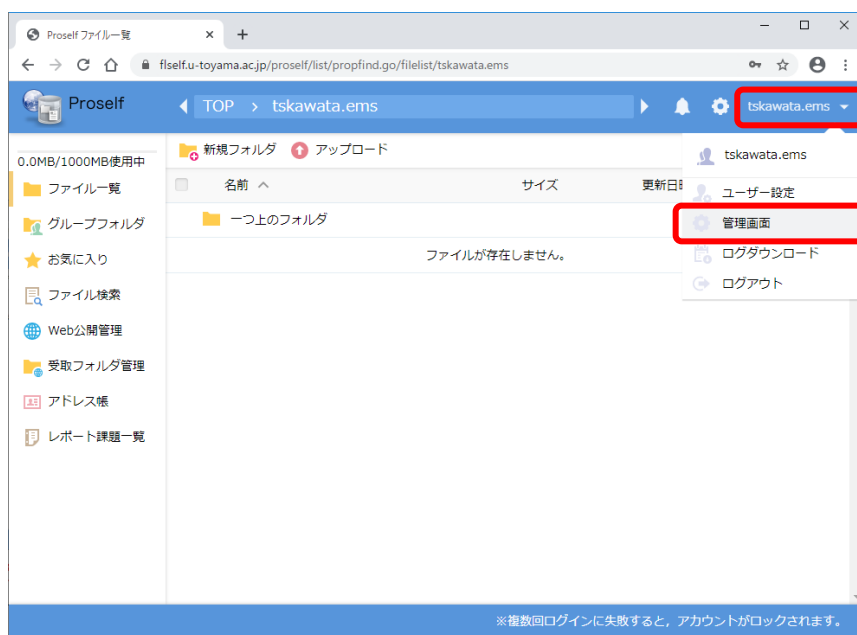 Proself ファイル一覧
flself.u-toyama.ac.jp/proself/list/propfind.go/filelist/tskawata.ems
Proself
TOP > tskawata.ems
tskawata.ems
0.0MB/1000MB使用中
新規フォルダ アップロード
tskawata.ems
ファイル一覧
名前 サイズ 更新日時
ユーザー設定
グループフォルダ
一つ上のフォルダ
管理画面
お気に入り
ファイルが存在しません。
ログダウンロード
ファイル検索
ログアウト
Web公開管理
受取フォルダ管理
アドレス帳
レポート課題一覧
※複数回ログインに失敗すると，アカウントがロックされます。